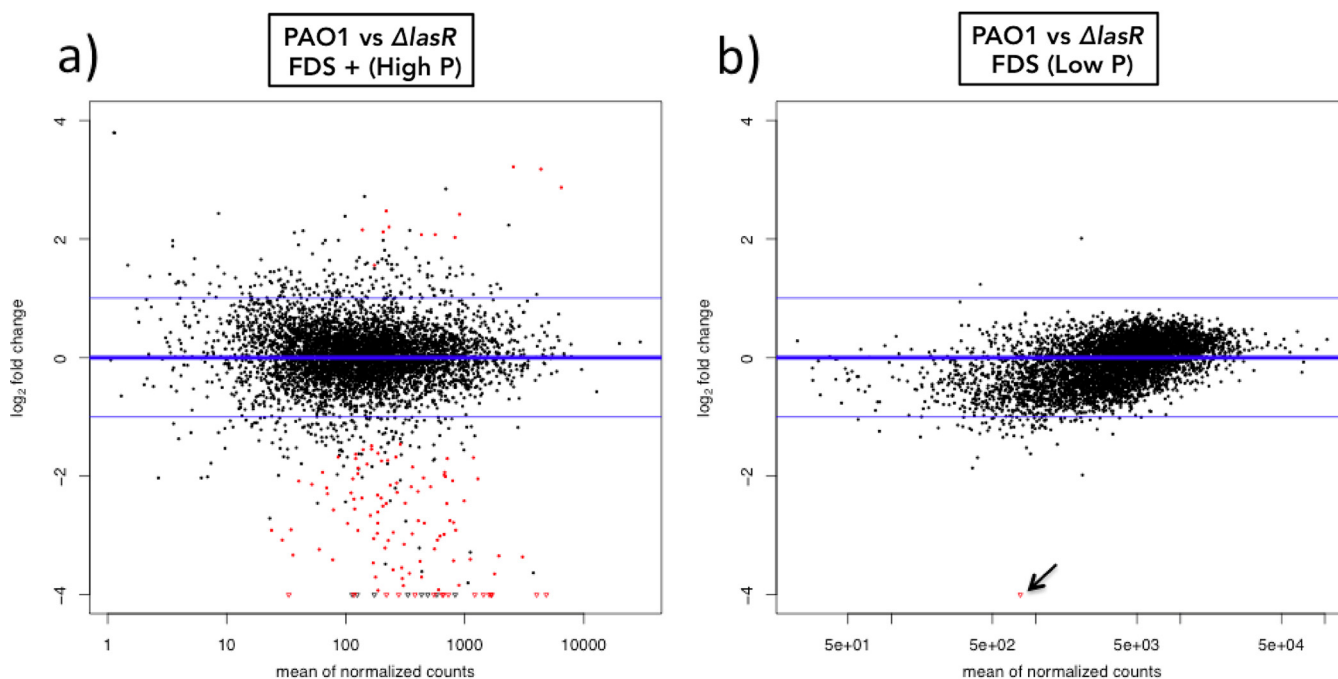 a)
PAO1 vs ΔlasR
FDS + (High P)
4
2
0
−2
−4
log2 fold change
1
10
100
1000
10000
mean of normalized counts
b)
PAO1 vs ΔlasR
FDS (Low P)
4
2
0
−2
−4
log2 fold change
5e+01
5e+02
5e+03
5e+04
mean of normalized counts